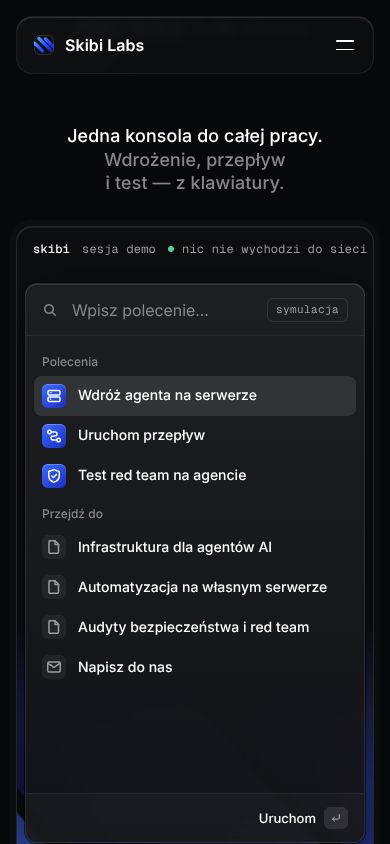 Skibi Labs
Jedna konsola do całej pracy.
Wdrożenie, przepływ
i test — z klawiatury.
skibi sesja demo nic nie wychodzi do sieci
Wpisz polecenie...
symulacja
Polecenia
Wdróż agenta na serwerze
Uruchom przepływ
Test red team na agencie
Przejdź do
Infrastruktura dla agentów AI
Automatyzacja na własnym serwerze
Audyty bezpieczeństwa i red team
Napisz do nas
Uruchom